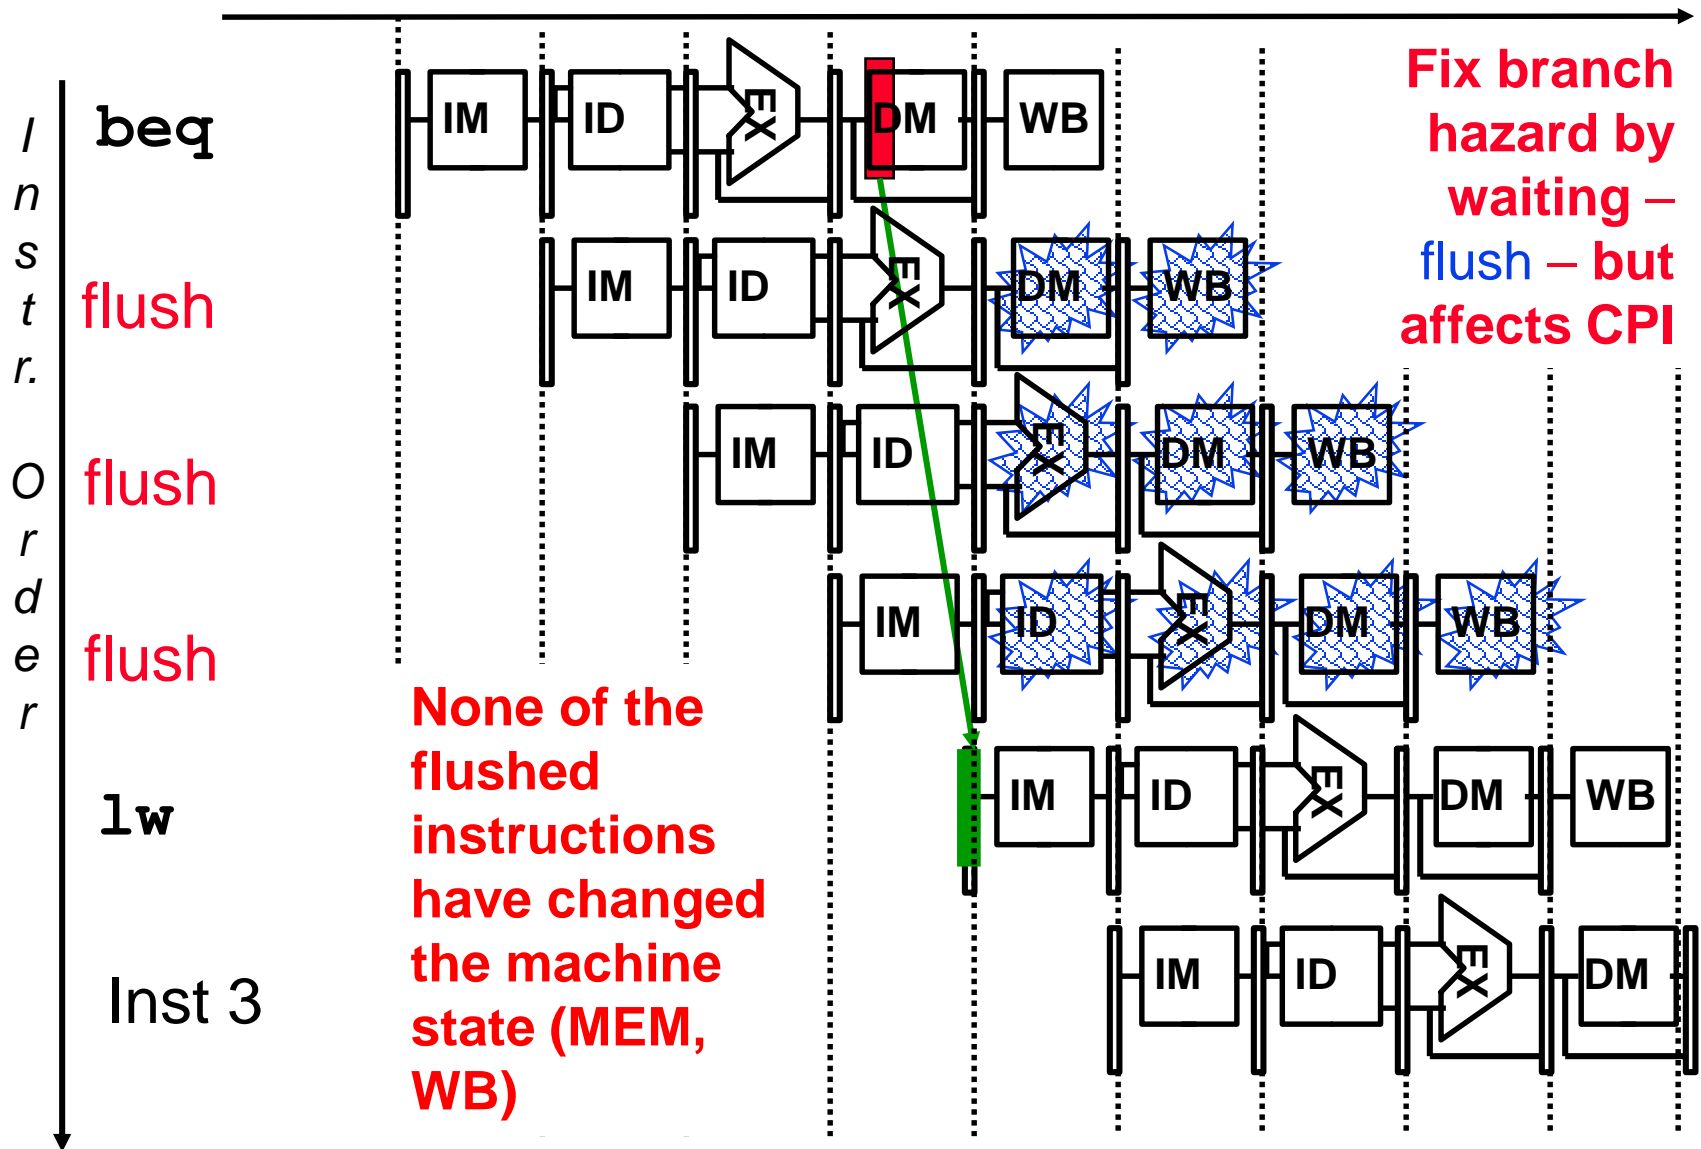 Instr. Order
beq
IM ID EX DM WB
Fix branch
hazard by
waiting –
flush – but
affects CPI
flush
IM ID EX DM WB
flush
IM ID EX DM WB
flush
IM ID EX DM WB
None of the
flushed
instructions
have changed
the machine
state (MEM,
WB)
lw
IM ID EX DM WB
Inst 3
IM ID EX DM